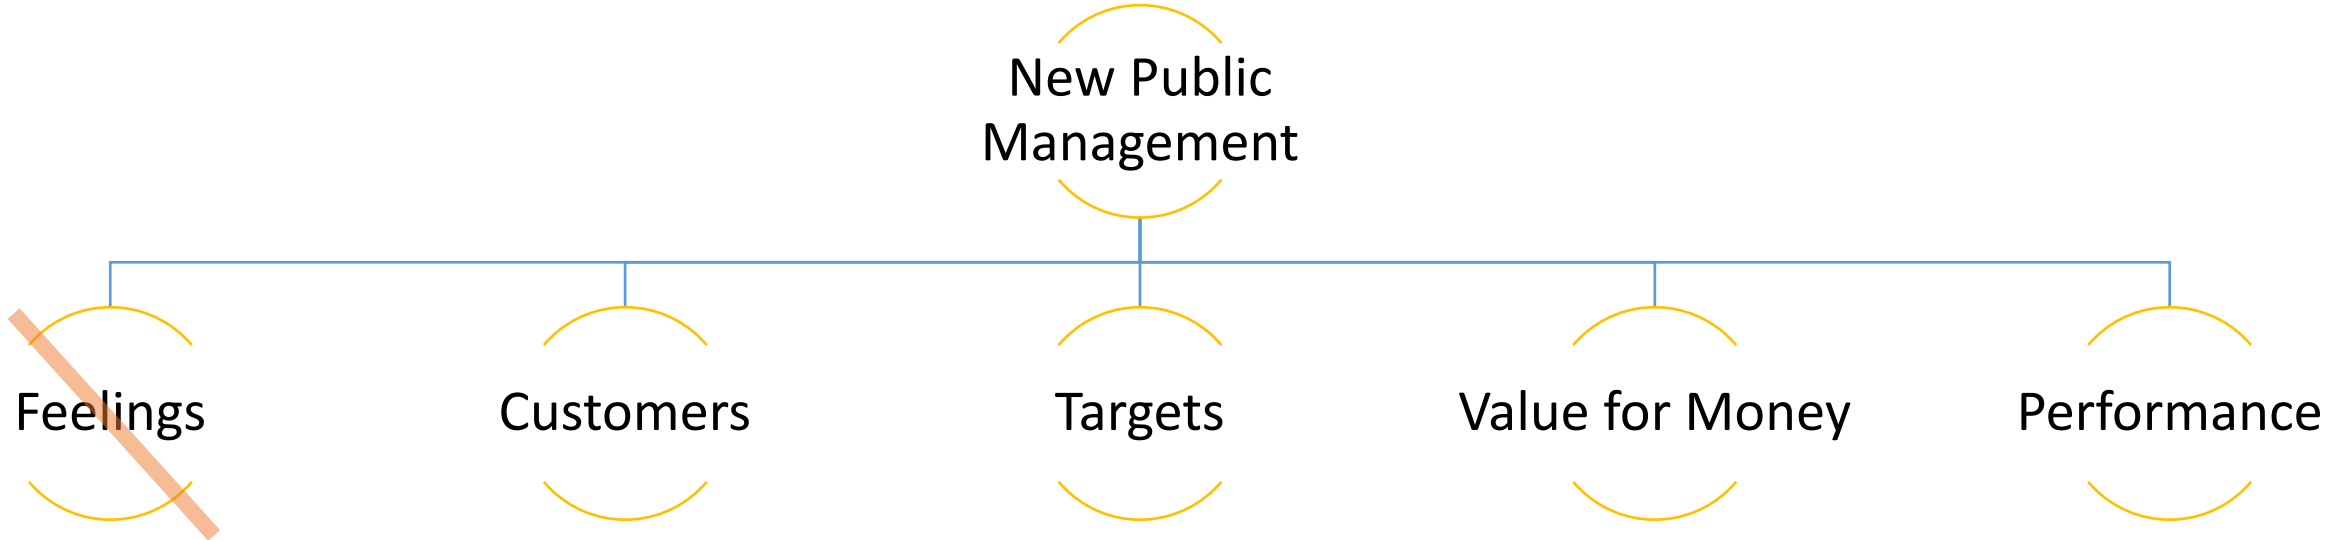 New Public
Management
Feelings
Customers
Targets
Value for Money
Performance